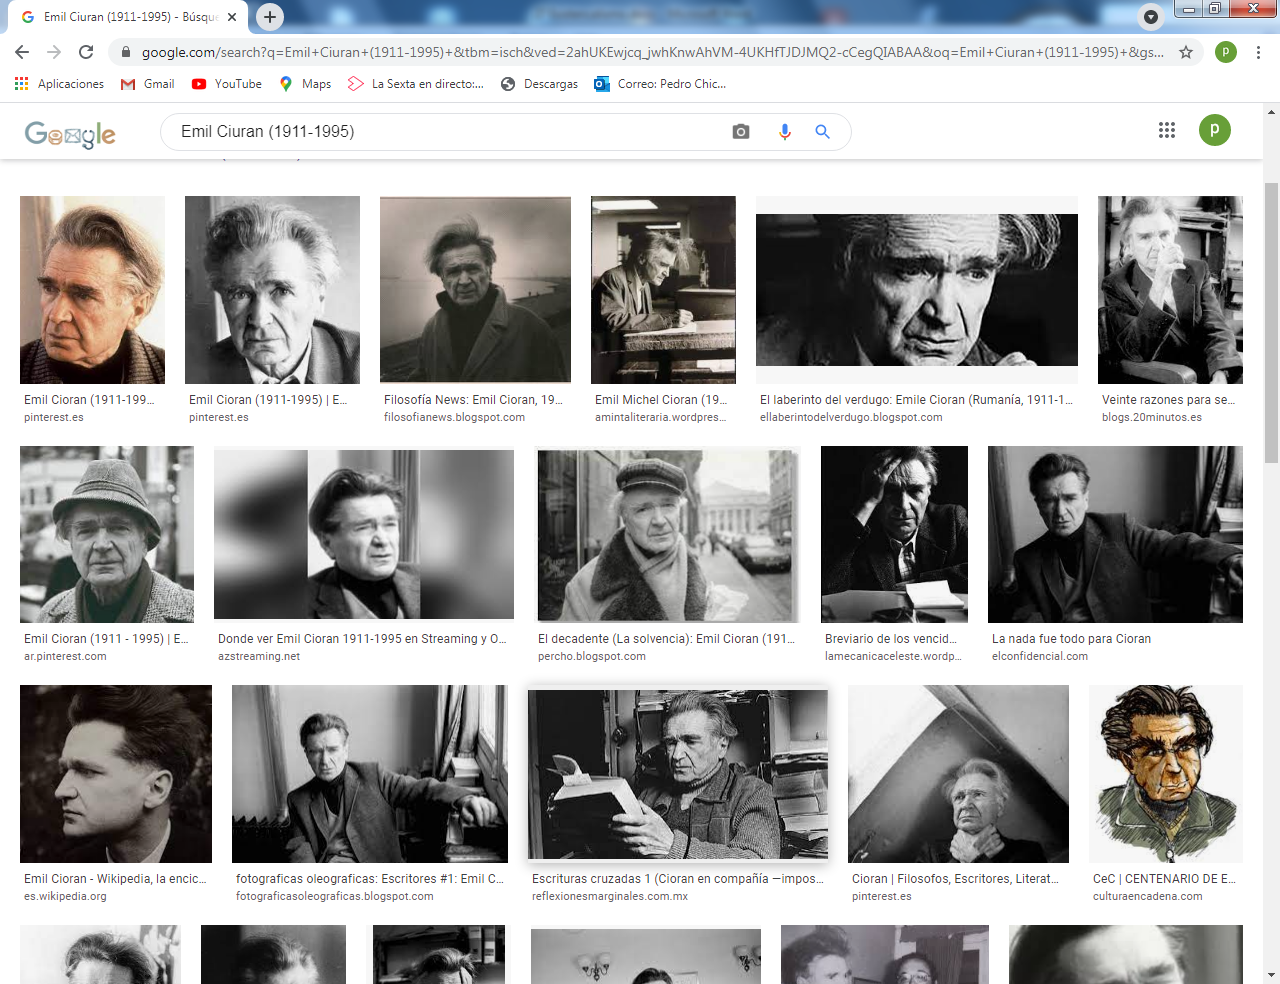 Emil Ciuran (1911-1995) - Búsque
google.com/search?q=Emil+Ciuran+(1911-1995)+&tbm=isch&ved=2ahUKEwjcq_jwhKnwAhVM-4UKHfTJDJMQ2-cCegQIABAA&oq=Emil+Ciuran+(1911-1995)+&gs...
p
Aplicaciones
Gmail
YouTube
Maps
La Sexta en directo:...
Descargas
Correo: Pedro Chic...
Google
Emil Ciuran (1911-1995)
p
Emil Cioran (1911-199...
Emil Cioran (1911-1995) | E...
Filosofía News: Emil Cioran, 19...
Emil Michel Cioran (19...
El laberinto del verdugo: Emile Cioran (Rumanía, 1911-1...
Veinte razones para se...
pinterest.es
pinterest.es
filosofianews.blogspot.com
amintaliteraria.wordpres...
ellaberintodelverdugo.blogspot.com
blogs.20minutos.es
Emil Cioran (1911 - 1995) | E...
Donde ver Emil Cioran 1911-1995 en Streaming y O...
El decadente (La solvencia): Emil Cioran (191...
Breviario de los vencid...
La nada fue todo para Cioran
ar.pinterest.com
azstreaming.net
percho.blogspot.com
lamecanicaceleste.wordp...
elconfidencial.com
Emil Cioran - Wikipedia, la encic...
fotograficas oleograficas: Escritores #1: Emil C...
Escrituras cruzadas 1 (Cioran en compañía —impos...
Cioran | Filosofos, Escritores, Literat...
CeC | CENTENARIO DE E...
es.wikipedia.org
fotograficasoleograficas.blogspot.com
reflexionesmarginales.com.mx
pinterest.es
culturaencadena.com